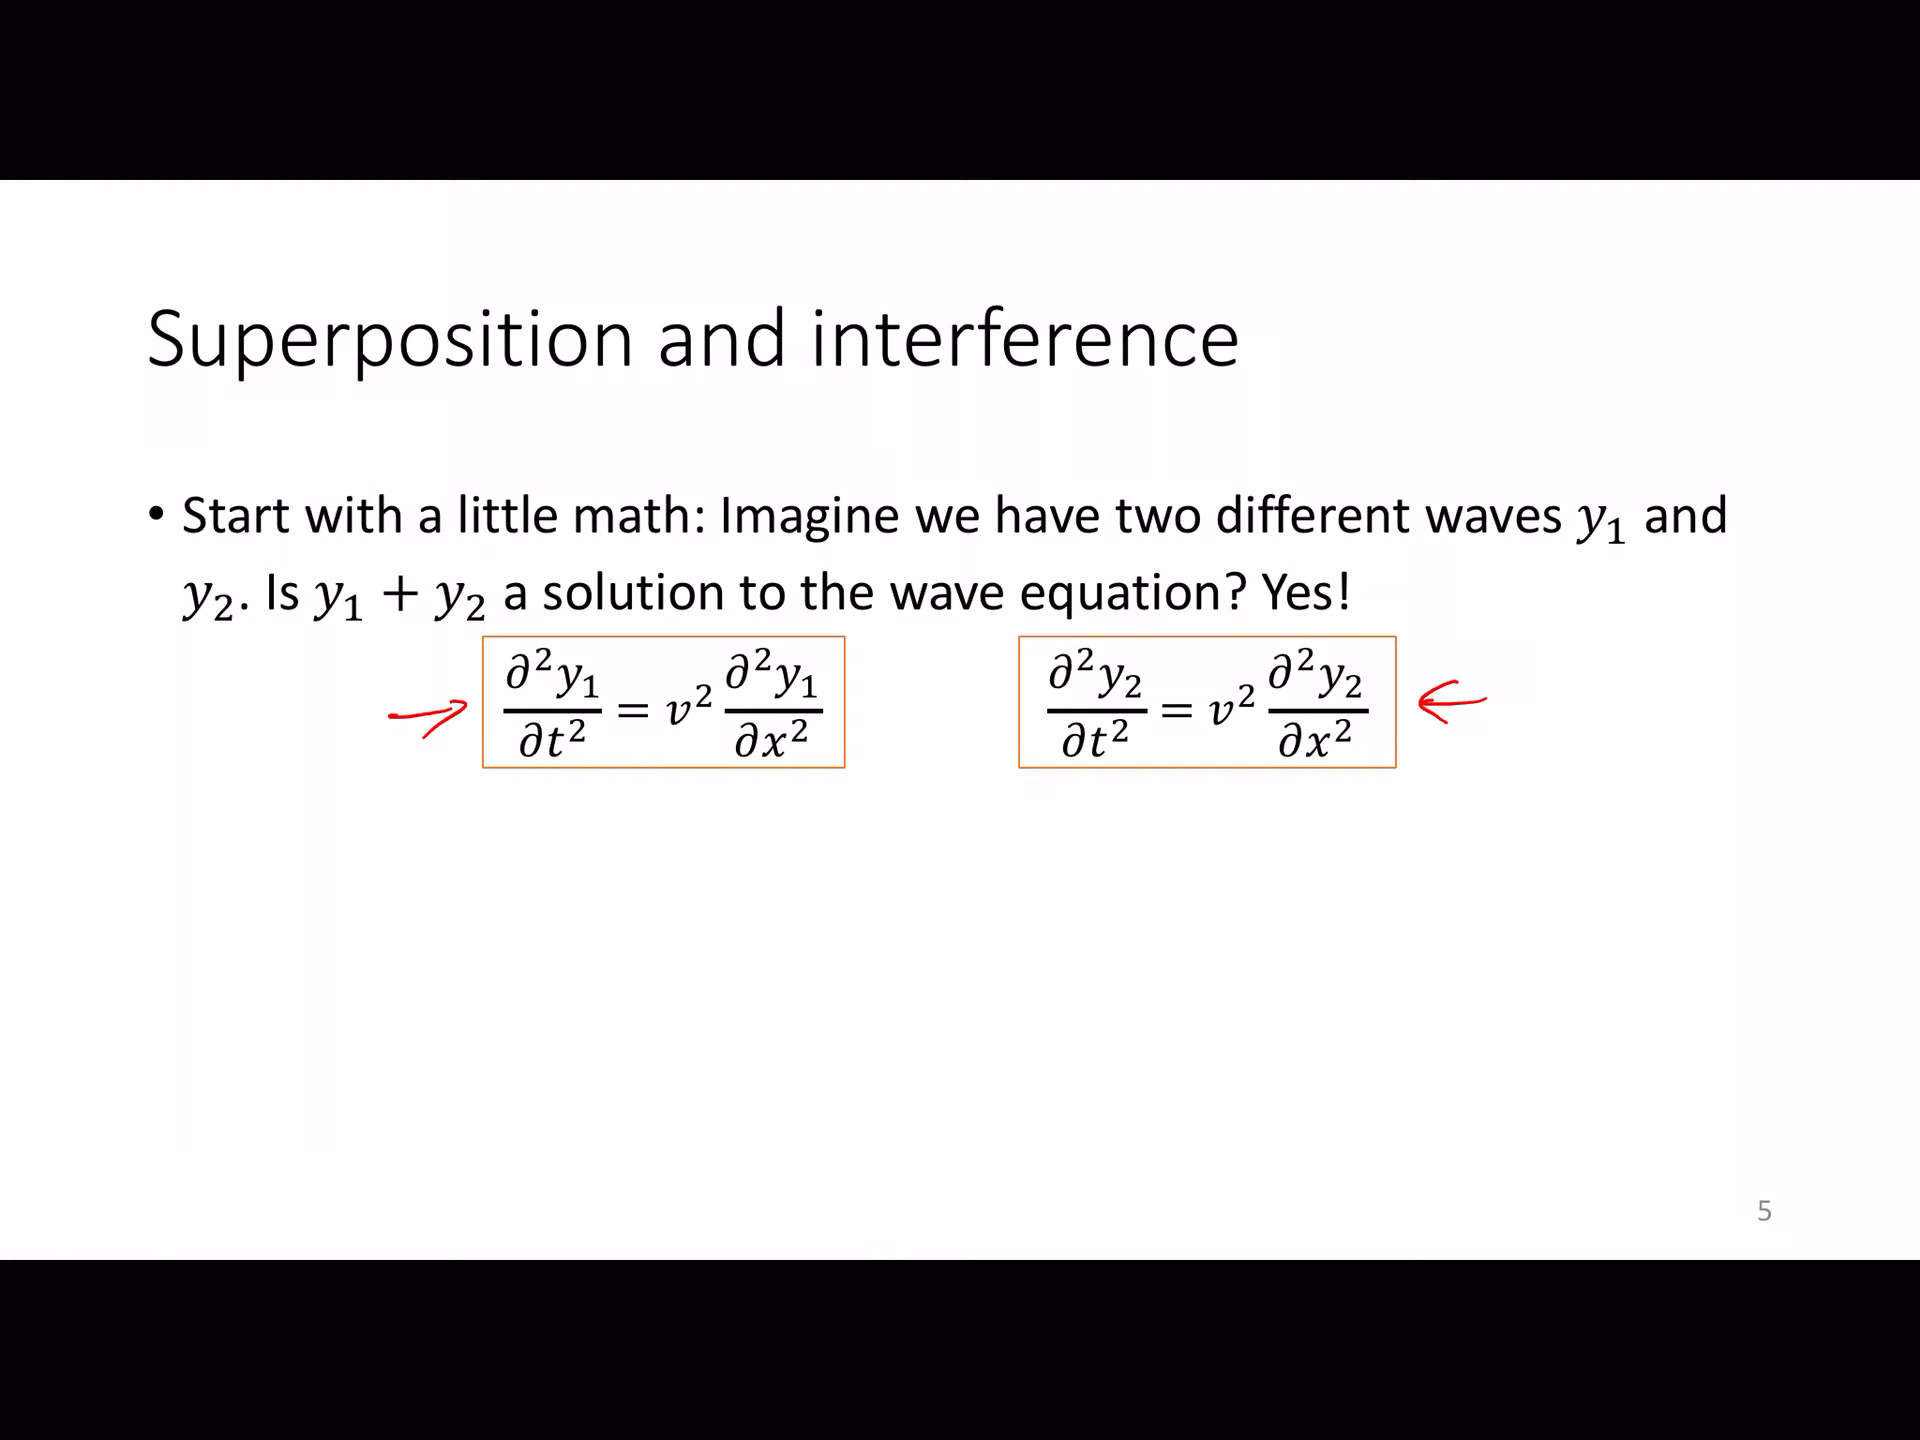 Superposition and interference
• Start with a little math: Imagine we have two different waves y₁ and
y₂. Is y₁ + y₂ a solution to the wave equation? Yes!
∂²y₁/∂t² = v² ∂²y₁/∂x²    ∂²y₂/∂t² = v² ∂²y₂/∂x²
5